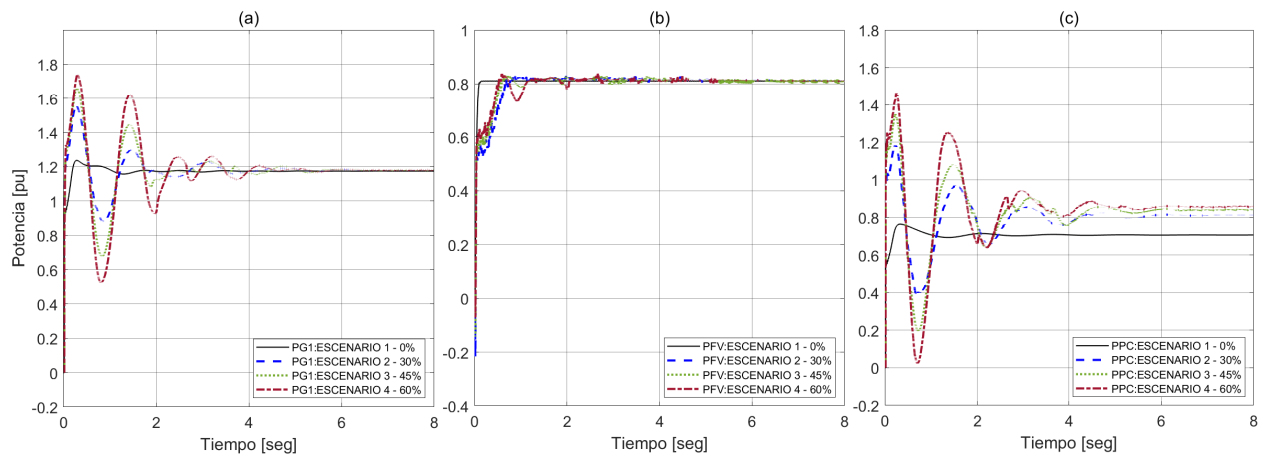 (a)
Potencia [pu]
1.8
1.6
1.4
1.2
1
0.8
0.6
0.4
0.2
0
-0.2
0 2 4 6 8
Tiempo [seg]
PG1:ESCENARIO 1 - 0%
PG1:ESCENARIO 2 - 30%
PG1:ESCENARIO 3 - 45%
PG1:ESCENARIO 4 - 60%
(b)
1
0.8
0.6
0.4
0.2
0
-0.2
-0.4
0 2 4 6 8
Tiempo [seg]
PFV:ESCENARIO 1 - 0%
PFV:ESCENARIO 2 - 30%
PFV:ESCENARIO 3 - 45%
PFV:ESCENARIO 4 - 60%
(c)
1.8
1.6
1.4
1.2
1
0.8
0.6
0.4
0.2
0
-0.2
0 2 4 6 8
Tiempo [seg]
PPC:ESCENARIO 1 - 0%
PPC:ESCENARIO 2 - 30%
PPC:ESCENARIO 3 - 45%
PPC:ESCENARIO 4 - 60%